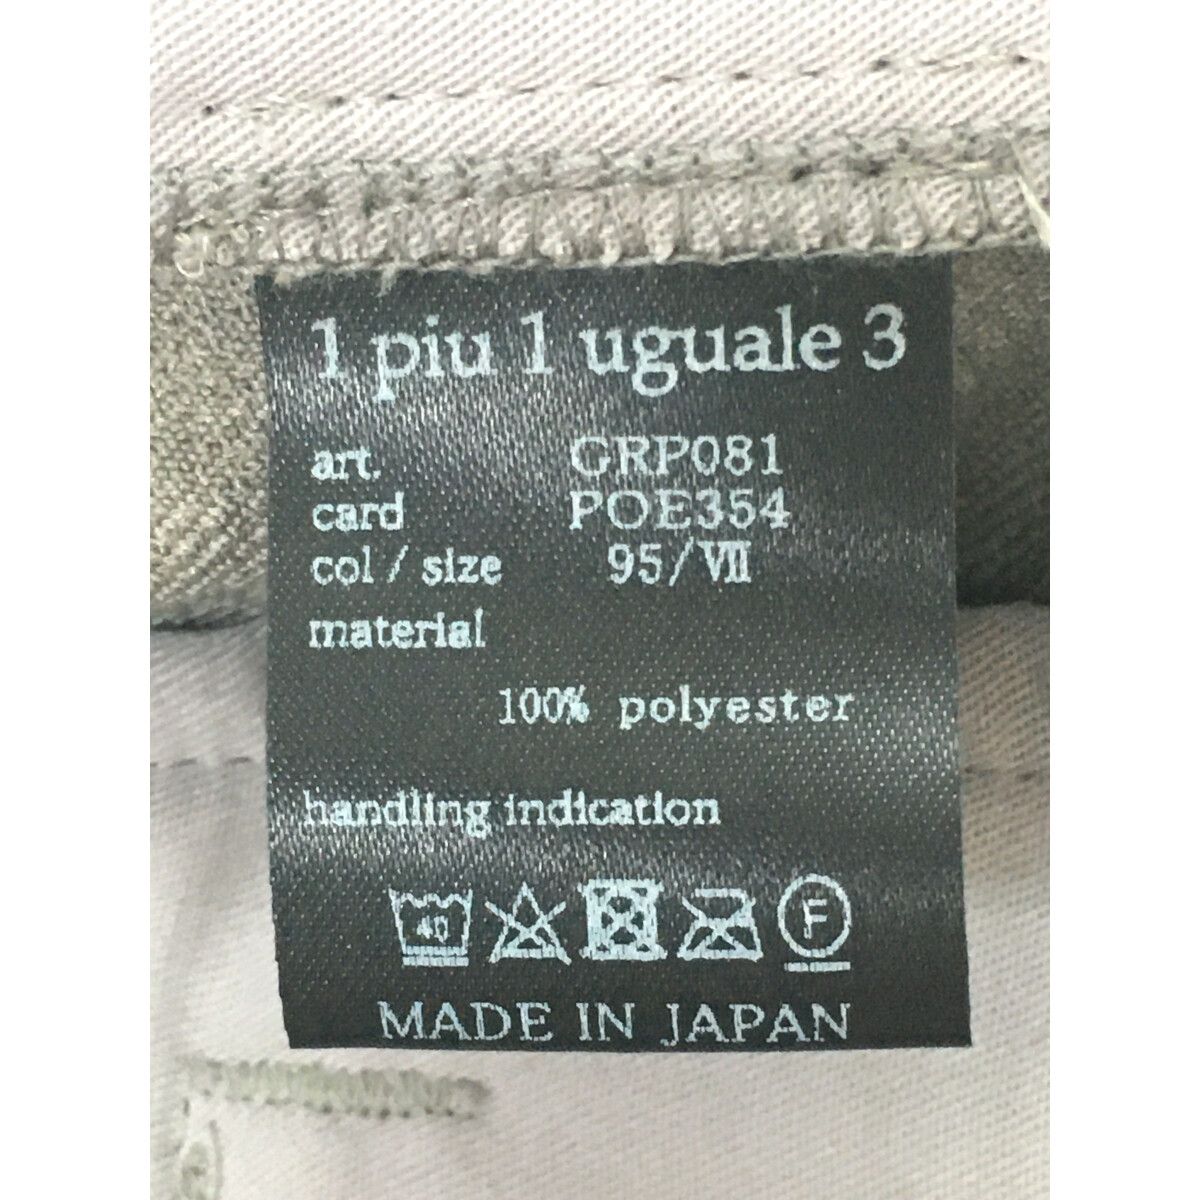 1 piu 1 uguale 3
art. GRP081
card POE354
col / size 95/Ⅶ
material
100% polyester
handling indication
40 F
MADE IN JAPAN